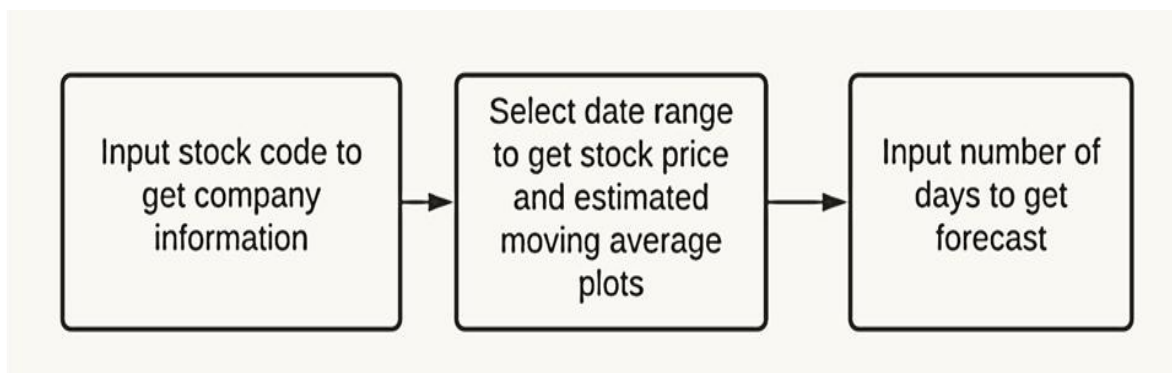 Input stock code to
get company
information
Select date range
to get stock price
and estimated
moving average
plots
Input number of
days to get
forecast